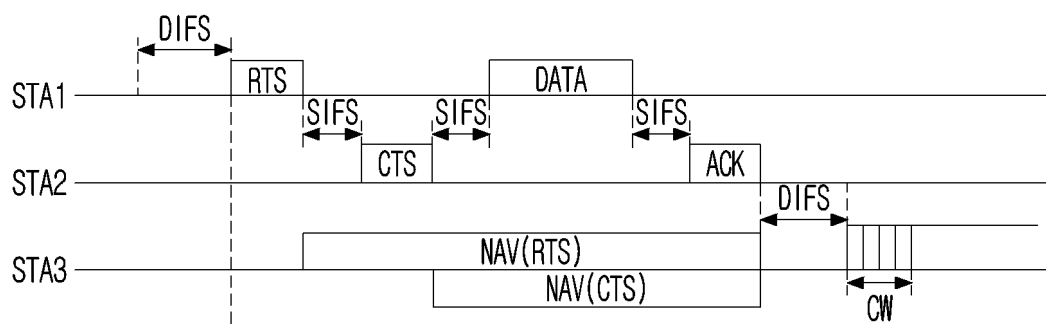 DIFS
STA1
RTS
DATA
SIFS
SIFS
SIFS
STA2
CTS
ACK
DIFS
STA3
NAV(RTS)
NAV(CTS)
CW